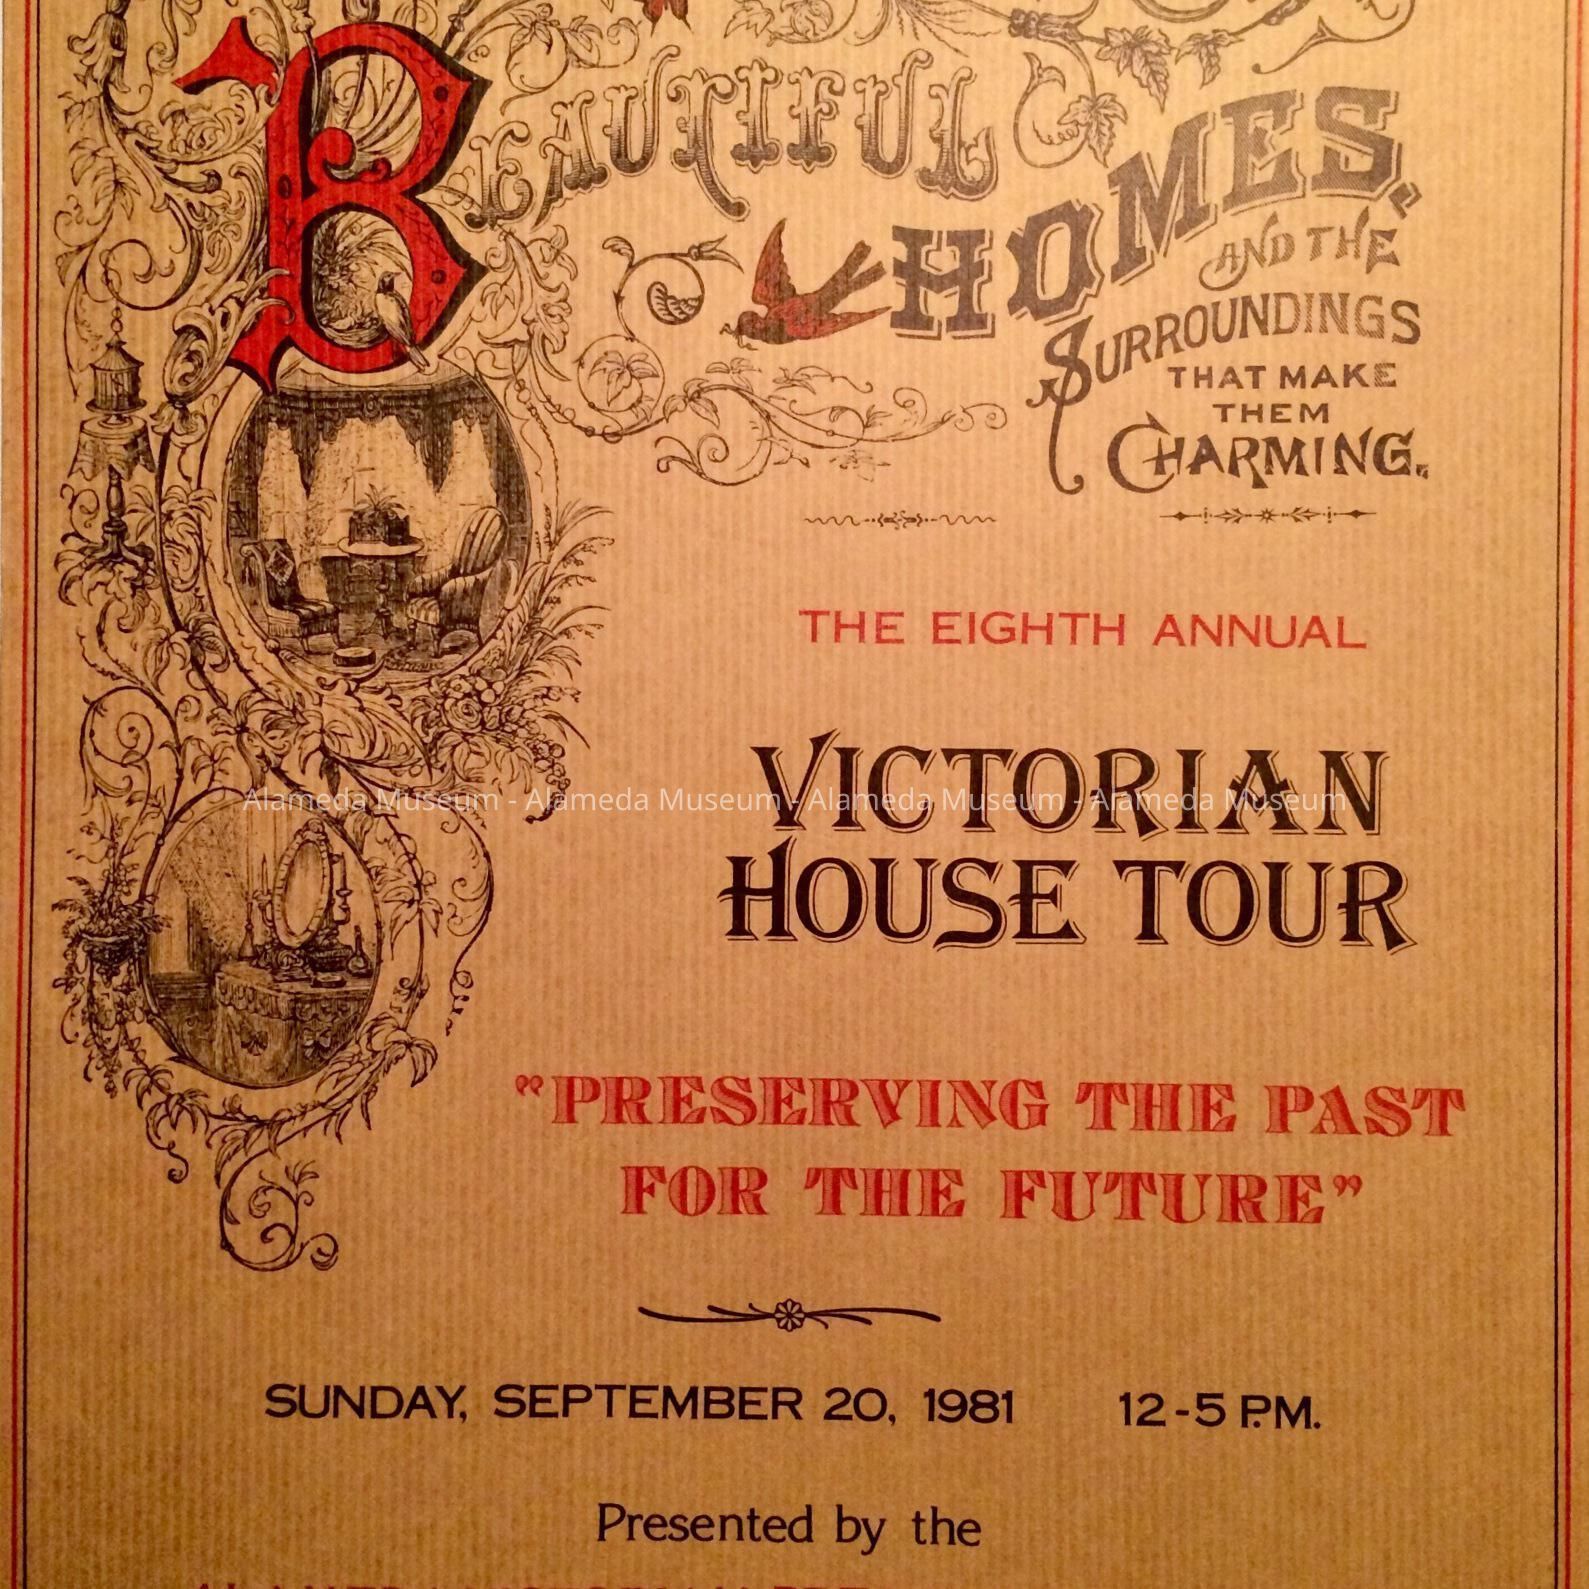 BEAUTIFUL
HOMES,
AND THE
SURROUNDINGS
THAT MAKE
THEM
CHARMING.
THE EIGHTH ANNUAL
VICTORIAN
Alameda Museum - Alameda Museum - Alameda Museum - Alameda Museum
HOUSE TOUR
"PRESERVING THE PAST
FOR THE FUTURE"
SUNDAY, SEPTEMBER 20, 1981 12-5 P.M.
Presented by the